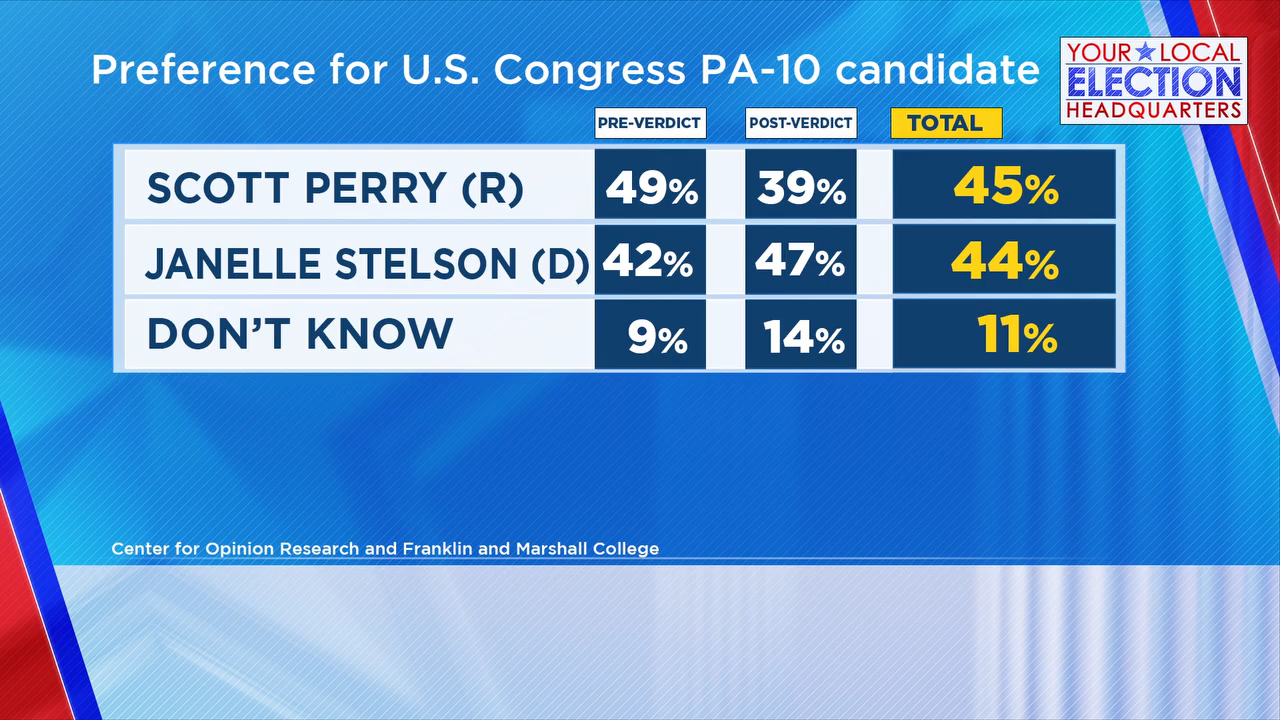 Preference for U.S. Congress PA-10 candidate
YOUR LOCAL
ELECTION
HEADQUARTERS
PRE-VERDICT POST-VERDICT TOTAL
SCOTT PERRY (R) 49% 39% 45%
JANELLE STELSON (D) 42% 47% 44%
DON’T KNOW 9% 14% 11%
Center for Opinion Research and Franklin and Marshall College